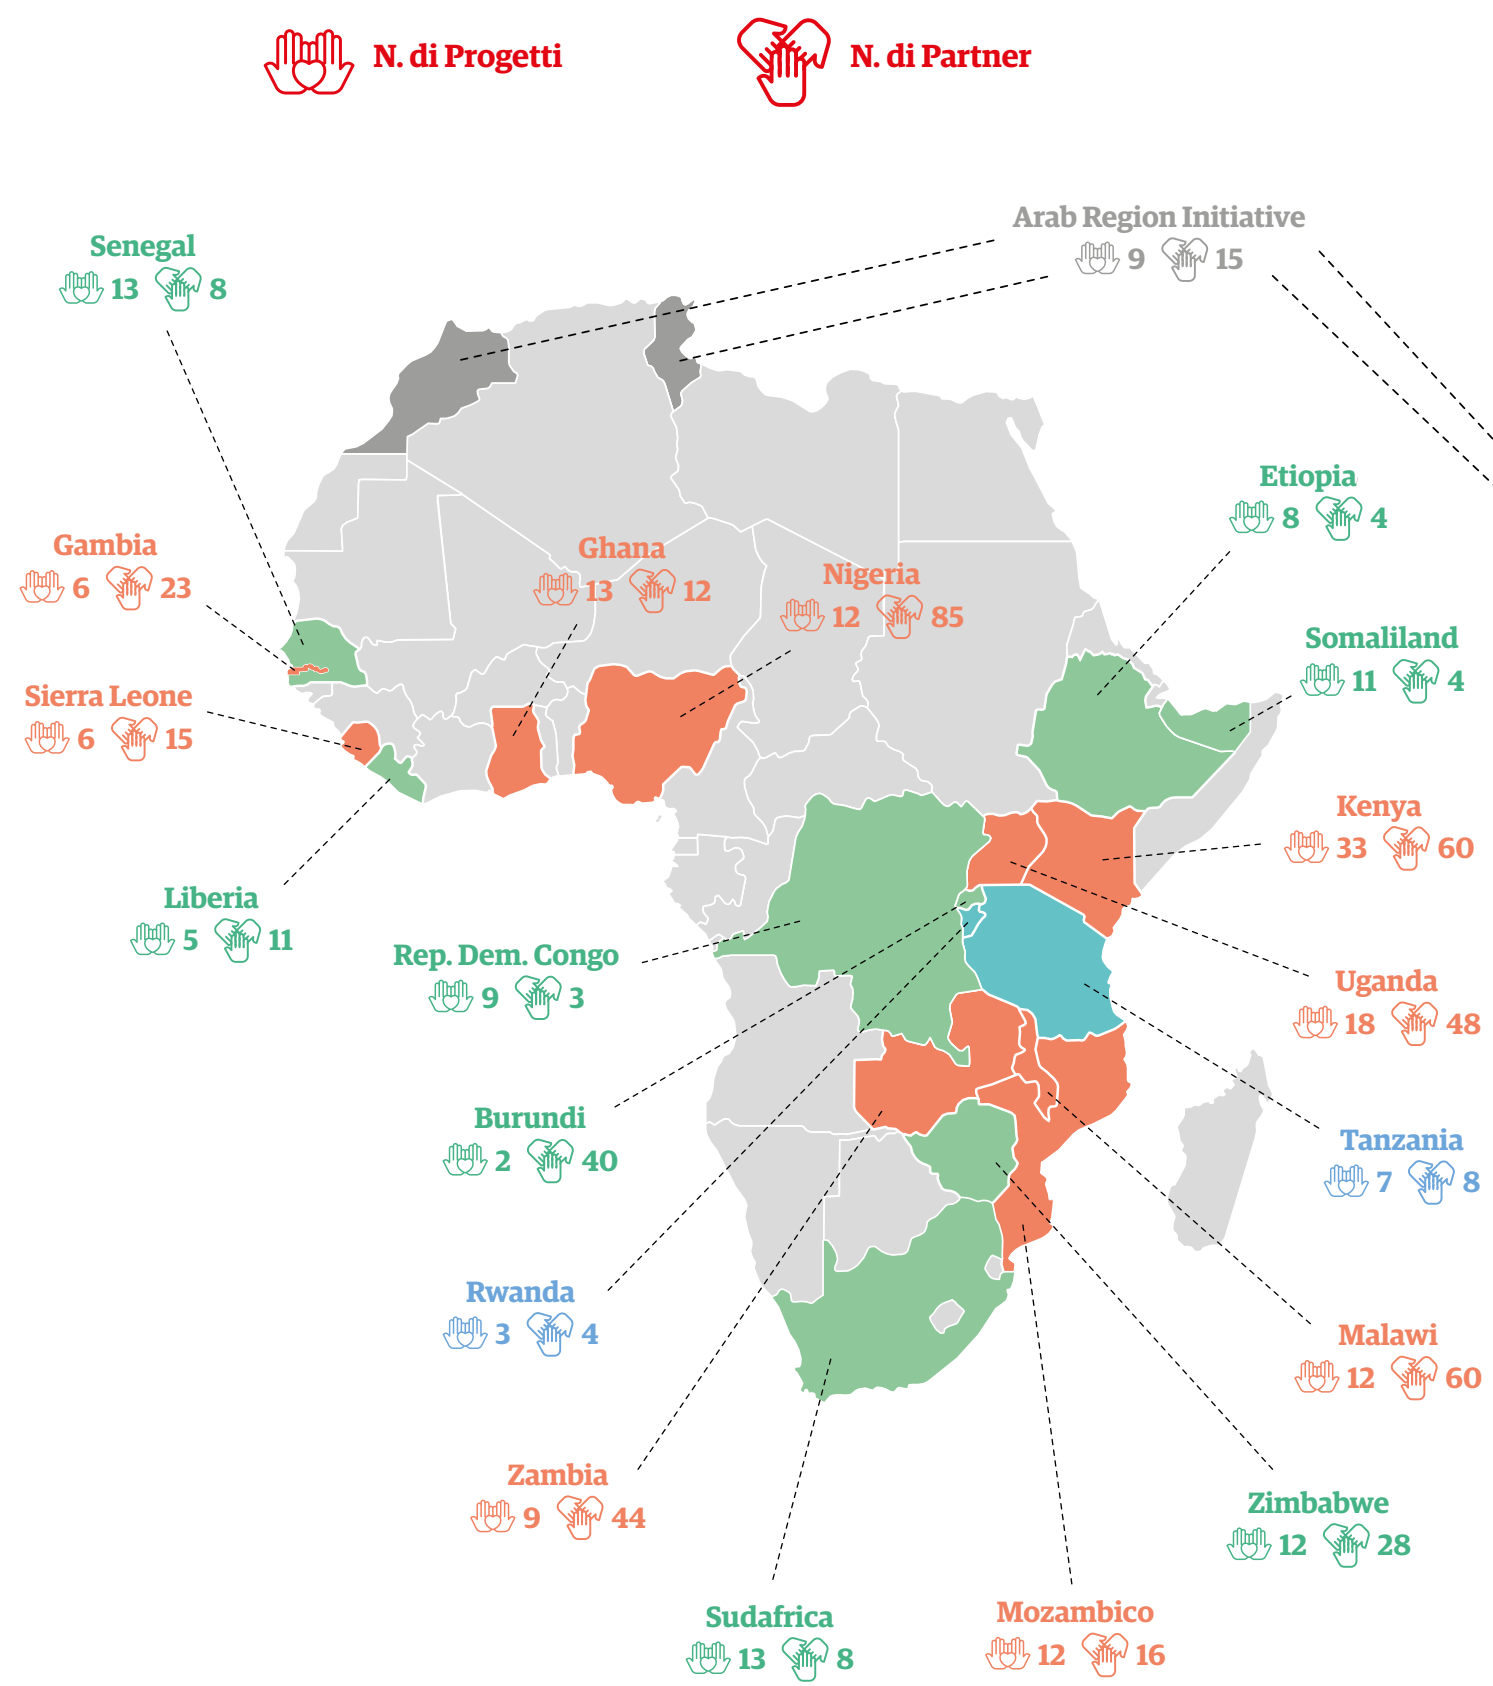 N. di Progetti
N. di Partner
Arab Region Initiative
9 15
Senegal
13 8
Etiopia
8 4
Gambia
6 23
Ghana
13 12
Nigeria
12 85
Somaliland
11 4
Sierra Leone
6 15
Kenya
33 60
Liberia
5 11
Rep. Dem. Congo
9 3
Uganda
18 48
Burundi
2 40
Tanzania
7 8
Rwanda
3 4
Malawi
12 60
Zambia
9 44
Zimbabwe
12 28
Sudafrica
13 8
Mozambico
12 16